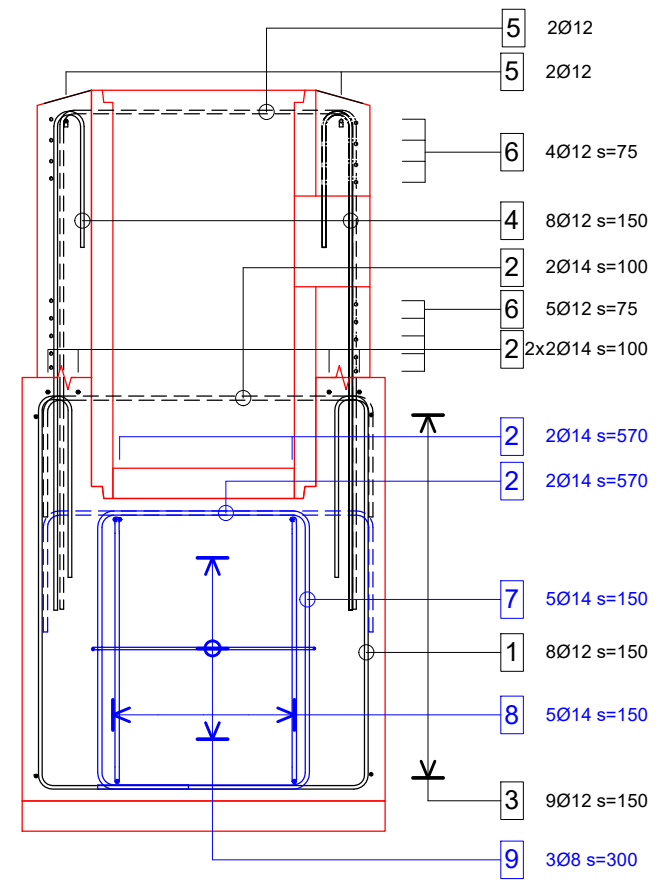 5 2Ø12
5 2Ø12
6 4Ø12 s=75
4 8Ø12 s=150
2 2Ø14 s=100
6 5Ø12 s=75
2 2x2Ø14 s=100
2 2Ø14 s=570
2 2Ø14 s=570
7 5Ø14 s=150
1 8Ø12 s=150
8 5Ø14 s=150
3 9Ø12 s=150
9 3Ø8 s=300